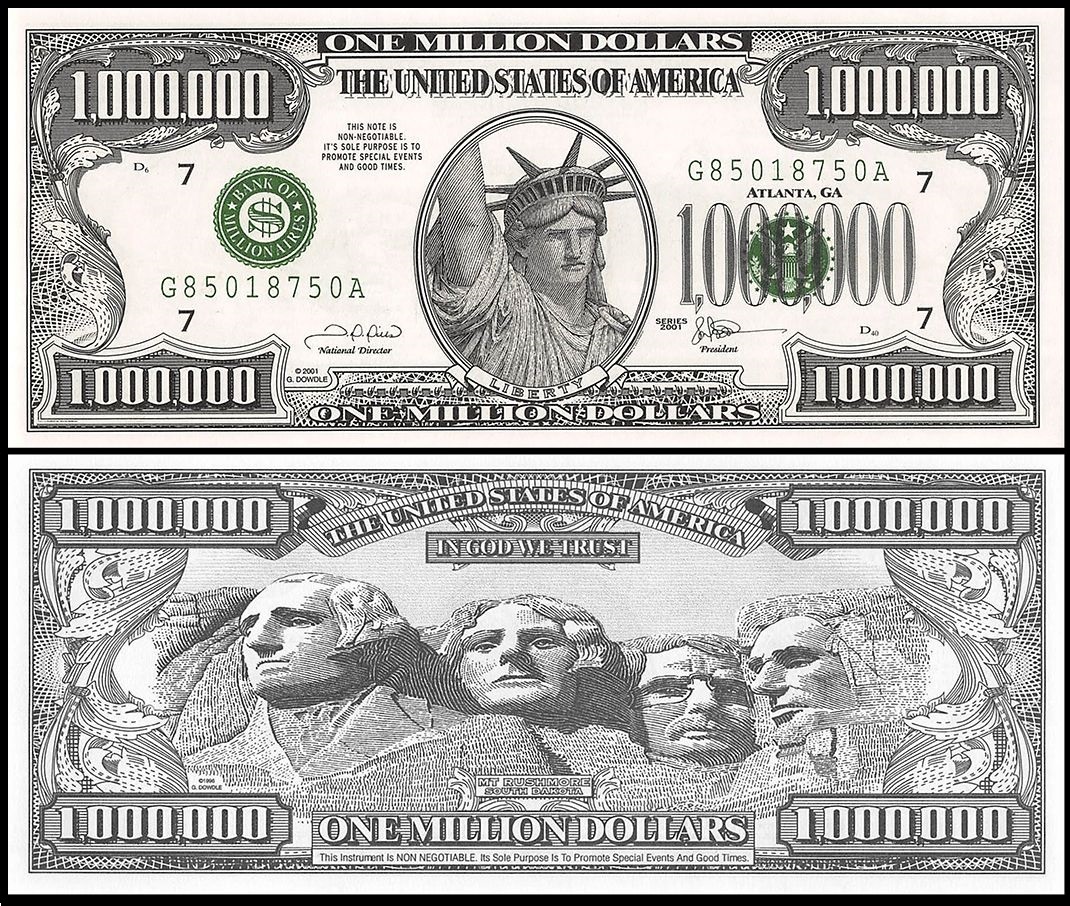 ONE MILLION DOLLARS
1,000,000
THE UNITED STATES OF AMERICA
1,000,000
THIS NOTE IS
NON-NEGOTIABLE.
IT'S SOLE PURPOSE IS TO
PROMOTE SPECIAL EVENTS
AND GOOD TIMES.
D6
7
G85018750A
7
ATLANTA, GA
BANK OF
MILLIONAIRES
$
1,000,000
G85018750A
7
SERIES
2001
D40
7
National Director
President
© 2001
G. DOWDLE
LIBERTY
1,000,000
1,000,000
ONE MILLION DOLLARS
1,000,000
THE UNITED STATES OF AMERICA
1,000,000
IN GOD WE TRUST
©1996
G. DOWDLE
MT RUSHMORE
SOUTH DAKOTA
1,000,000
ONE MILLION DOLLARS
1,000,000
This Instrument Is NON NEGOTIABLE. Its Sole Purpose Is To Promote Special Events And Good Times.